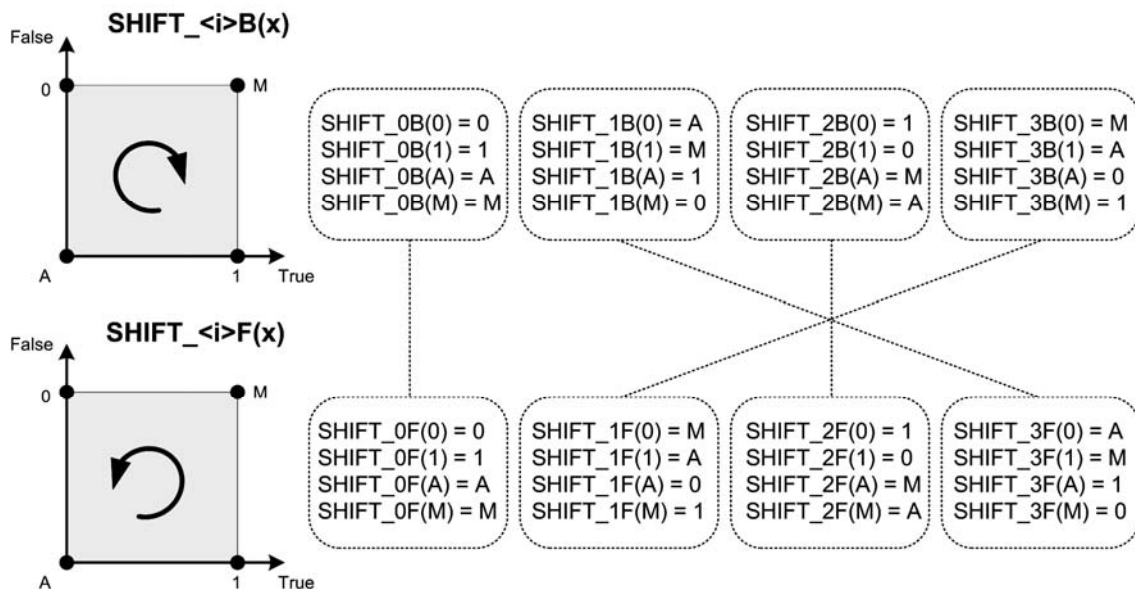 SHIFT_<i>B(x)
False
0
M
A
1
True
SHIFT_0B(0) = 0
SHIFT_0B(1) = 1
SHIFT_0B(A) = A
SHIFT_0B(M) = M
SHIFT_1B(0) = A
SHIFT_1B(1) = M
SHIFT_1B(A) = 1
SHIFT_1B(M) = 0
SHIFT_2B(0) = 1
SHIFT_2B(1) = 0
SHIFT_2B(A) = M
SHIFT_2B(M) = A
SHIFT_3B(0) = M
SHIFT_3B(1) = A
SHIFT_3B(A) = 0
SHIFT_3B(M) = 1
SHIFT_<i>F(x)
False
0
M
A
1
True
SHIFT_0F(0) = 0
SHIFT_0F(1) = 1
SHIFT_0F(A) = A
SHIFT_0F(M) = M
SHIFT_1F(0) = M
SHIFT_1F(1) = A
SHIFT_1F(A) = 0
SHIFT_1F(M) = 1
SHIFT_2F(0) = 1
SHIFT_2F(1) = 0
SHIFT_2F(A) = M
SHIFT_2F(M) = A
SHIFT_3F(0) = A
SHIFT_3F(1) = M
SHIFT_3F(A) = 1
SHIFT_3F(M) = 0